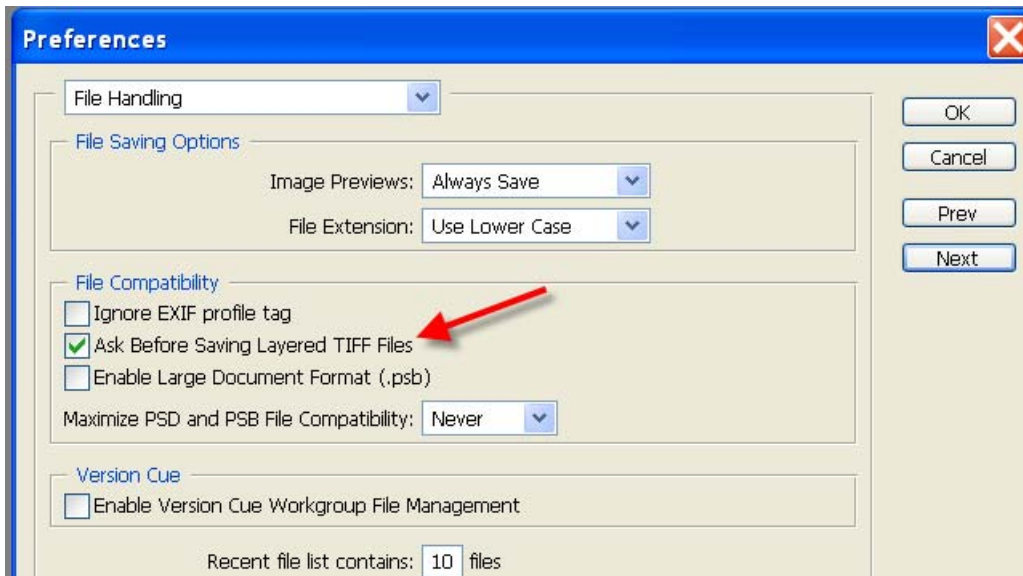 Preferences
File Handling
OK
File Saving Options
Cancel
Image Previews: Always Save
Prev
File Extension: Use Lower Case
Next
File Compatibility
Ignore EXIF profile tag
Ask Before Saving Layered TIFF Files
Enable Large Document Format (.psb)
Maximize PSD and PSB File Compatibility: Never
Version Cue
Enable Version Cue Workgroup File Management
Recent file list contains: 10 files